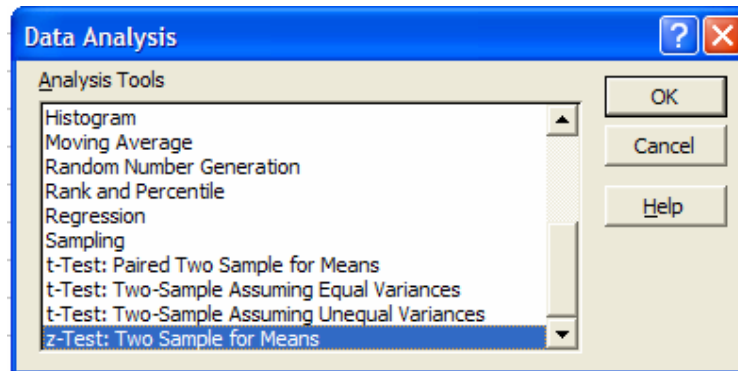 Data Analysis
Analysis Tools
Histogram
Moving Average
Random Number Generation
Rank and Percentile
Regression
Sampling
t-Test: Paired Two Sample for Means
t-Test: Two-Sample Assuming Equal Variances
t-Test: Two-Sample Assuming Unequal Variances
z-Test: Two Sample for Means
OK
Cancel
Help